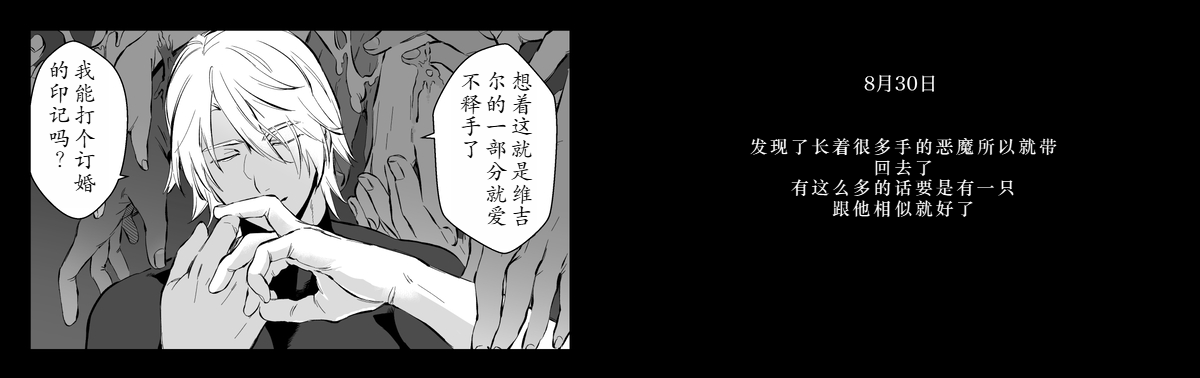 想着这就是维吉
尔的一部分就爱
不释手了
我能打个订婚
的印记吗？
8月30日
发现了长着很多手的恶魔所以就带
回去了
有这么多的话要是有一只
跟他相似就好了